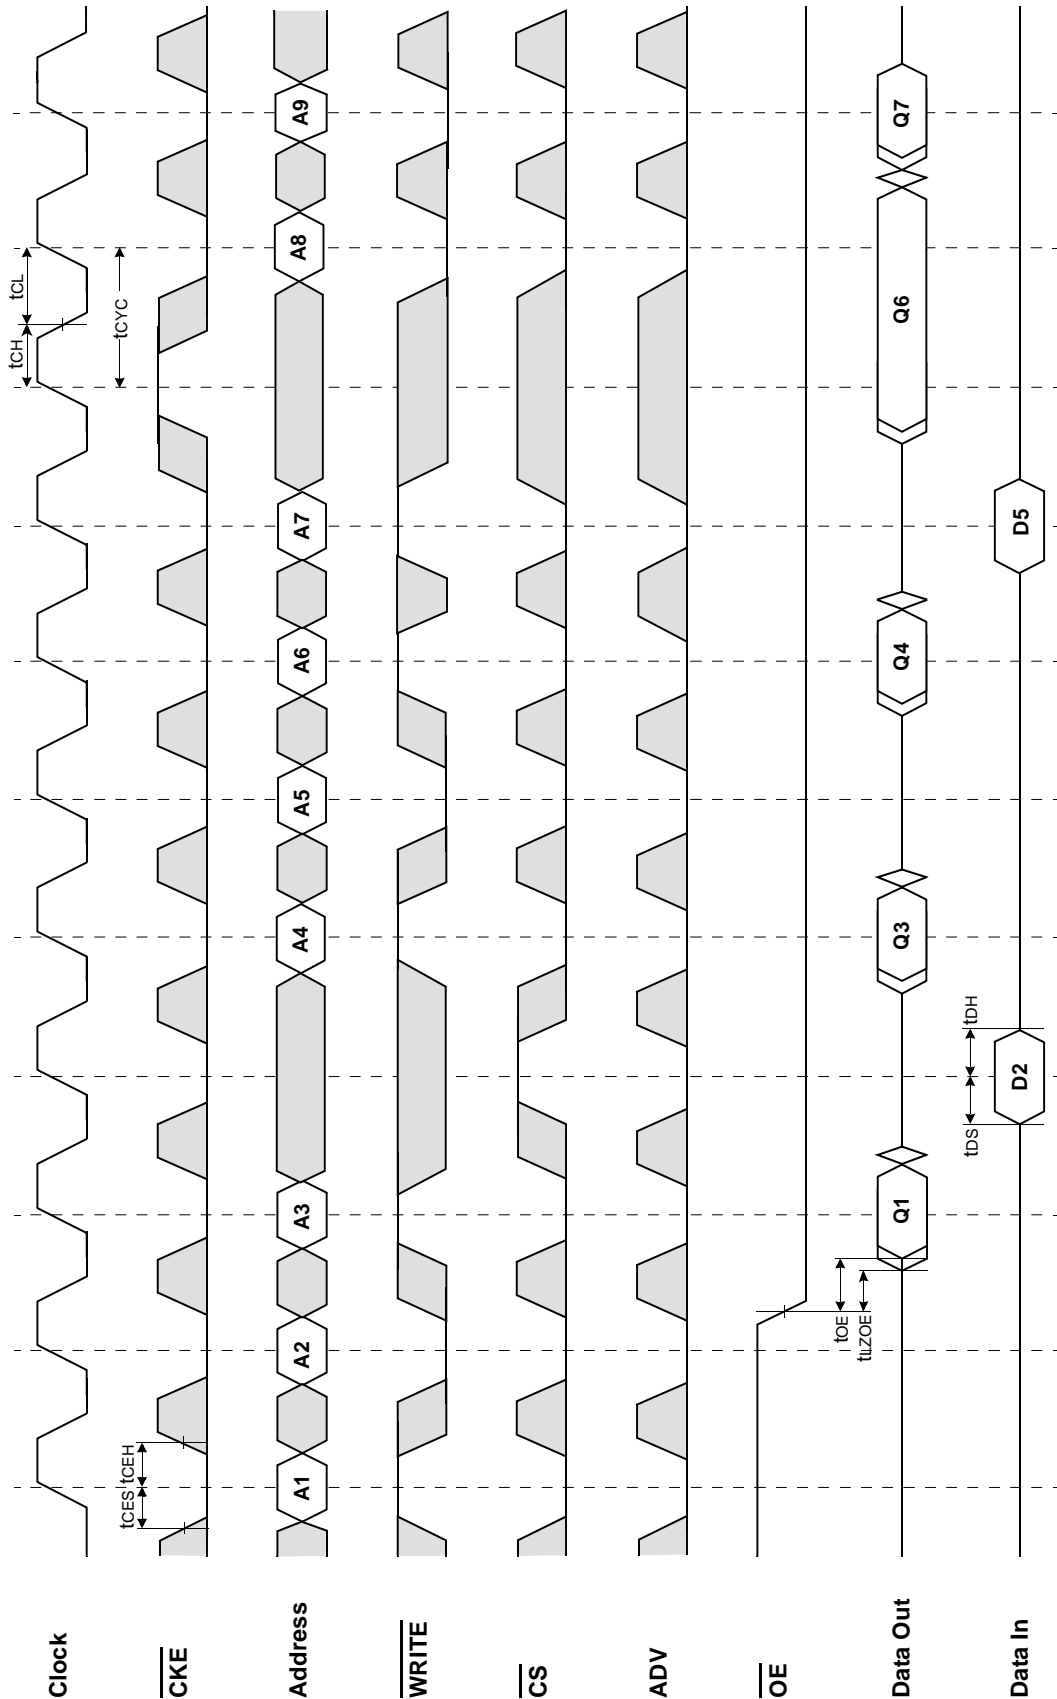 Clock
tCH tCL
tCYC
CKE
tCES tCEH
Address
A1 A2 A3 A4 A5 A6 A7 A8 A9
WRITE
CS
ADV
OE
tOE
tLZOE
Data Out
Q1 Q3 Q4 Q6 Q7
Data In
tDS tDH
D2 D5